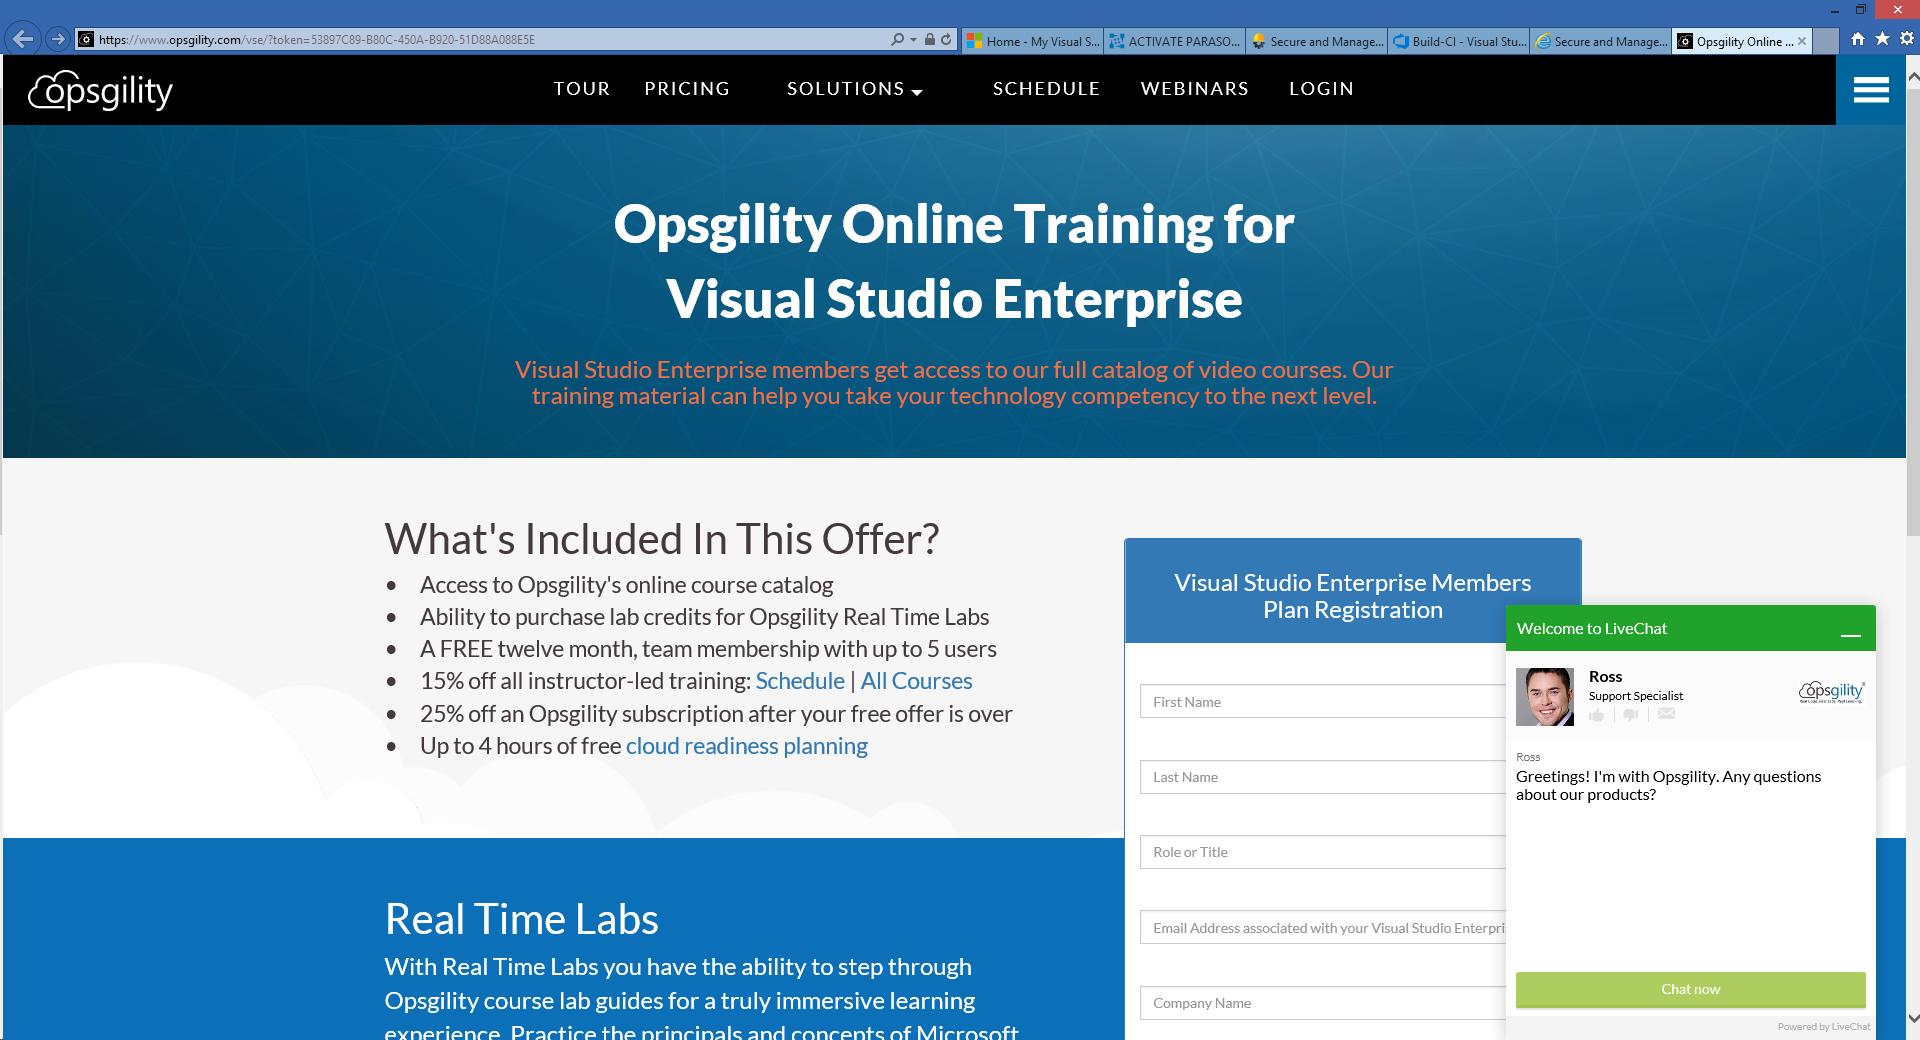 https://www.opsgility.com/vse/?token=53897C89-B80C-450A-B920-51D88A088E5E
Home - My Visual S...
ACTIVATE PARASO...
Secure and Manage...
Build-CI - Visual Stu...
Secure and Manage...
Opsgility Online ...
opsgility
TOUR
PRICING
SOLUTIONS
SCHEDULE
WEBINARS
LOGIN
Opsgility Online Training for
Visual Studio Enterprise
Visual Studio Enterprise members get access to our full catalog of video courses. Our
training material can help you take your technology competency to the next level.
What's Included In This Offer?
• Access to Opsgility's online course catalog
• Ability to purchase lab credits for Opsgility Real Time Labs
• A FREE twelve month, team membership with up to 5 users
• 15% off all instructor-led training: Schedule | All Courses
• 25% off an Opsgility subscription after your free offer is over
• Up to 4 hours of free cloud readiness planning
Real Time Labs
With Real Time Labs you have the ability to step through
Opsgility course lab guides for a truly immersive learning
experience. Practice the principals and concepts of Microsoft
Visual Studio Enterprise Members
Plan Registration
First Name
Last Name
Role or Title
Email Address associated with your Visual Studio Enterpri
Company Name
Welcome to LiveChat
Ross
Support Specialist
opsgility
Ross
Greetings! I'm with Opsgility. Any questions
about our products?
Chat now
Powered by LiveChat